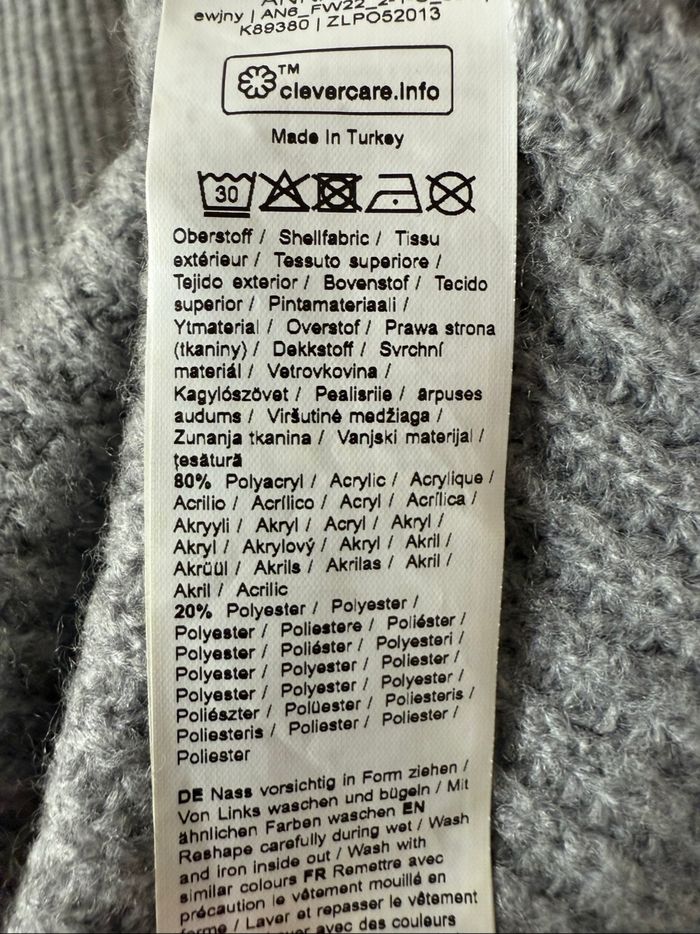 ewjny | AN6_FW22_2-
K89380 | ZLPO52013
TM
clevercare.info
Made In Turkey
30
Oberstoff / Shellfabric / Tissu
extérieur / Tessuto superiore /
Tejido exterior / Bovenstof / Tecido
superior / Pintamateriaali /
Ytmaterial / Overstof / Prawa strona
(tkaniny) / Dekkstoff / Svrchní
materiál / Vetrovkovina /
Kagylószövet / Pealisriie / ārpuses
audums / Viršutinė medžiaga /
Zunanja tkanina / Vanjski materijal /
țesătură
80% Polyacryl / Acrylic / Acrylique /
Acrilio / Acrílico / Acryl / Acrílica /
Akryyli / Akryl / Acryl / Akryl /
Akryl / Akrylový / Akryl / Akril /
Akrüül / Akrils / Akrilas / Akril /
Akril / Acrilic
20% Polyester / Polyester /
Polyester / Poliestere / Poliéster /
Polyester / Poliéster / Polyesteri /
Polyester / Polyester / Poliester /
Polyester / Polyester / Polyester /
Poliészter / Polüester / Poliesteris /
Poliesteris / Poliester / Poliester /
Poliester
DE Nass vorsichtig in Form ziehen /
Von Links waschen und bügeln / Mit
ähnlichen Farben waschen EN
Reshape carefully during wet / Wash
and iron inside out / Wash with
similar colours FR Remettre avec
précaution le vêtement mouillé en
forme / Laver et repasser le vêtement
avec des couleurs